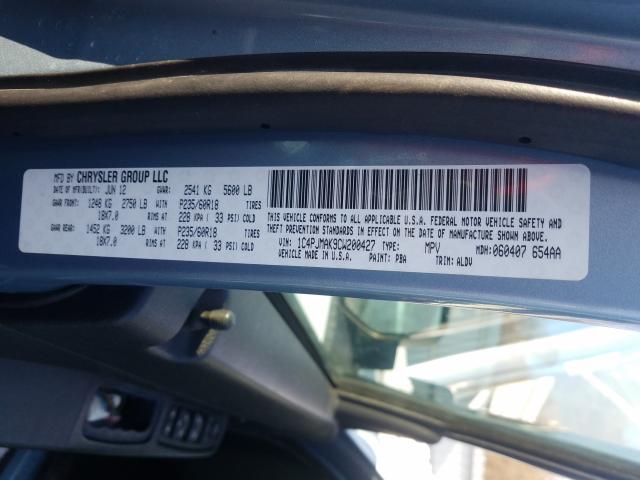 MFD BY CHRYSLER GROUP LLC
DATE OF MFR(BUILT): JUN 12 GVWR: 2541 KG 5600 LB
GAWR FRONT: 1248 KG 2750 LB WITH P235/60R18 TIRES
18X7.0 RIMS AT 228 KPA ( 33 PSI) COLD
GAWR REAR: 1452 KG 3200 LB WITH P235/60R18 TIRES
18X7.0 RIMS AT 228 KPA ( 33 PSI) COLD
THIS VEHICLE CONFORMS TO ALL APPLICABLE U.S.A. FEDERAL MOTOR VEHICLE SAFETY AND
THEFT PREVENTION STANDARDS IN EFFECT ON THE DATE OF MANUFACTURE SHOWN ABOVE.
VIN: 1C4PJMAK9CW200427 TYPE: MPV MDH: 060407 654AA
VEHICLE MADE IN U.S.A. PAINT: PBA TRIM: ALDV